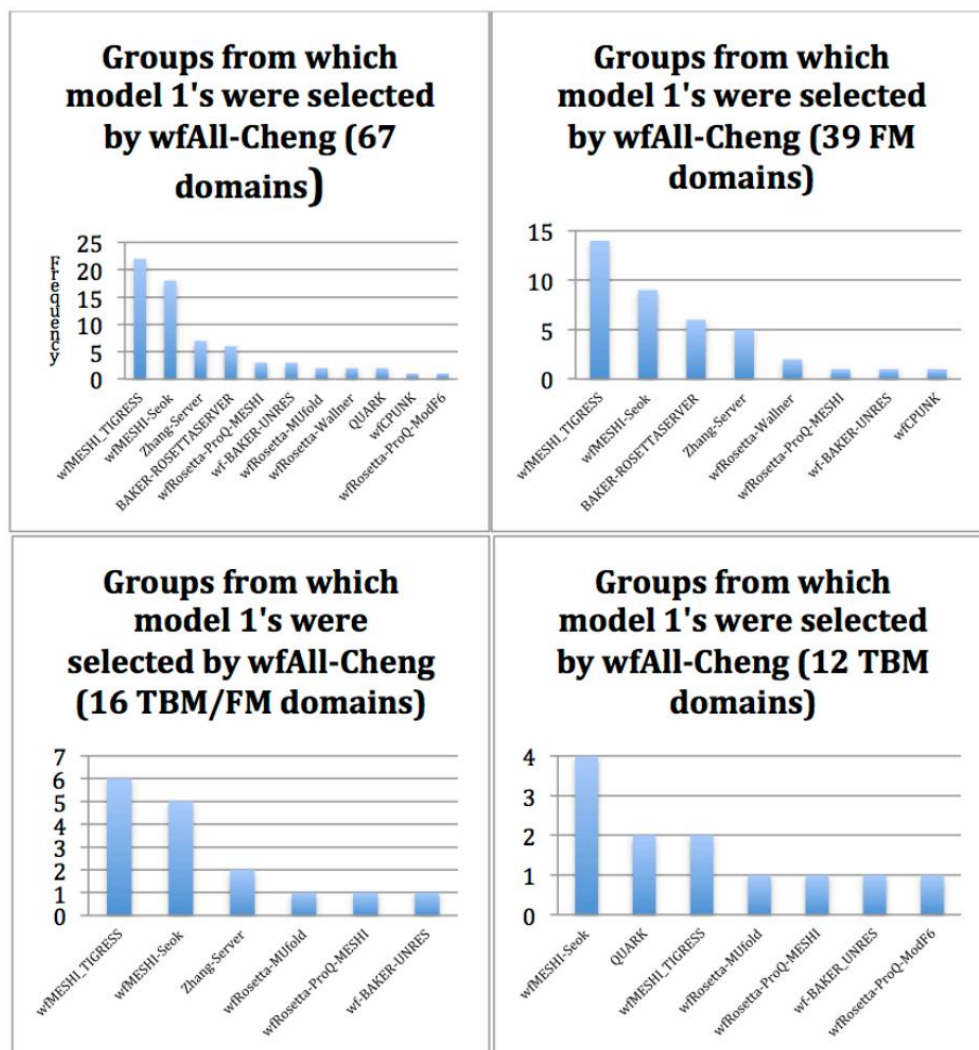 Groups from which
model 1's were selected
by wfAll-Cheng (67
domains)
Frequency
25
20
15
10
5
0
wfMESHI_TIGRESS
wfMESHI-Seok
Zhang-Server
BAKER-ROSETTASERVER
wfRosetta-ProQ-MESHI
wf-BAKER-UNRES
wfRosetta-MUfold
wfRosetta-Wallner
QUARK
wfCPUNK
wfRosetta-ProQ-ModF6
Groups from which
model 1's were selected
by wfAll-Cheng (39 FM
domains)
15
10
5
0
wfMESHI_TIGRESS
wfMESHI-Seok
BAKER-ROSETTASERVER
Zhang-Server
wfRosetta-Wallner
wfRosetta-ProQ-MESHI
wf-BAKER-UNRES
wfCPUNK
Groups from which
model 1's were
selected by wfAll-Cheng
(16 TBM/FM domains)
7
6
5
4
3
2
1
0
wfMESHI_TIGRESS
wfMESHI-Seok
Zhang-Server
wfRosetta-MUfold
wfRosetta-ProQ-MESHI
wf-BAKER-UNRES
Groups from which
model 1's were selected
by wfAll-Cheng (12 TBM
domains)
4
3
2
1
0
wfMESHI-Seok
QUARK
wfMESHI_TIGRESS
wfRosetta-MUfold
wfRosetta-ProQ-MESHI
wf-BAKER_UNRES
wfRosetta-ProQ-ModF6